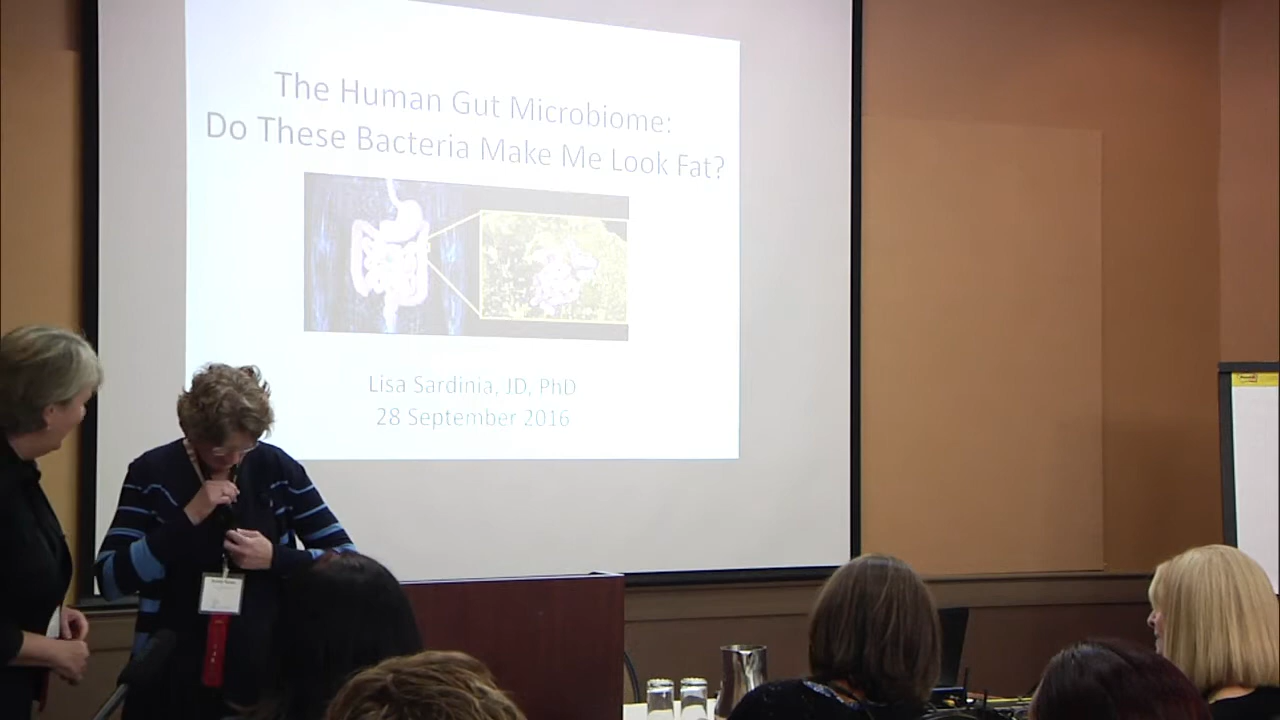 The Human Gut Microbiome:
Do These Bacteria Make Me Look Fat?
Lisa Sardinia, JD, PhD
28 September 2016